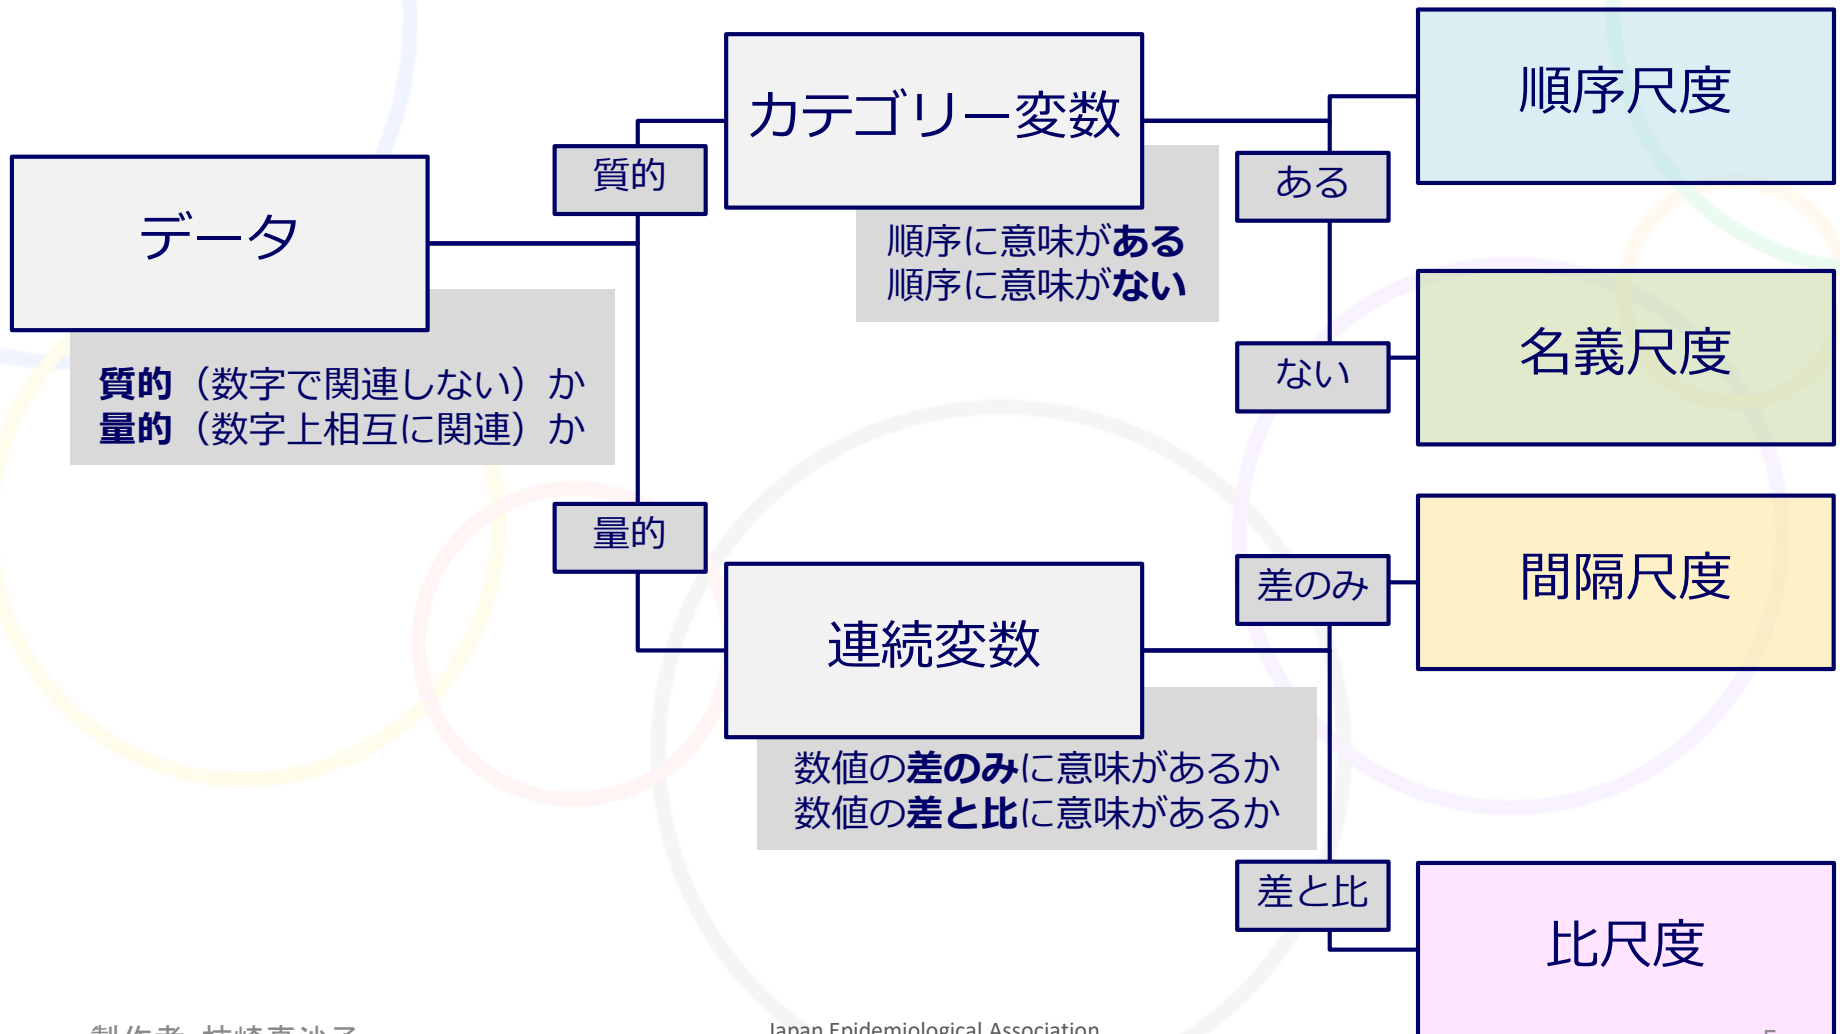 データ
質的（数字で関連しない）か
量的（数字上相互に関連）か
質的
量的
カテゴリー変数
順序に意味がある
順序に意味がない
連続変数
数値の差のみに意味があるか
数値の差と比に意味があるか
ある
ない
差のみ
差と比
順序尺度
名義尺度
間隔尺度
比尺度
Japan Epidemiological Association